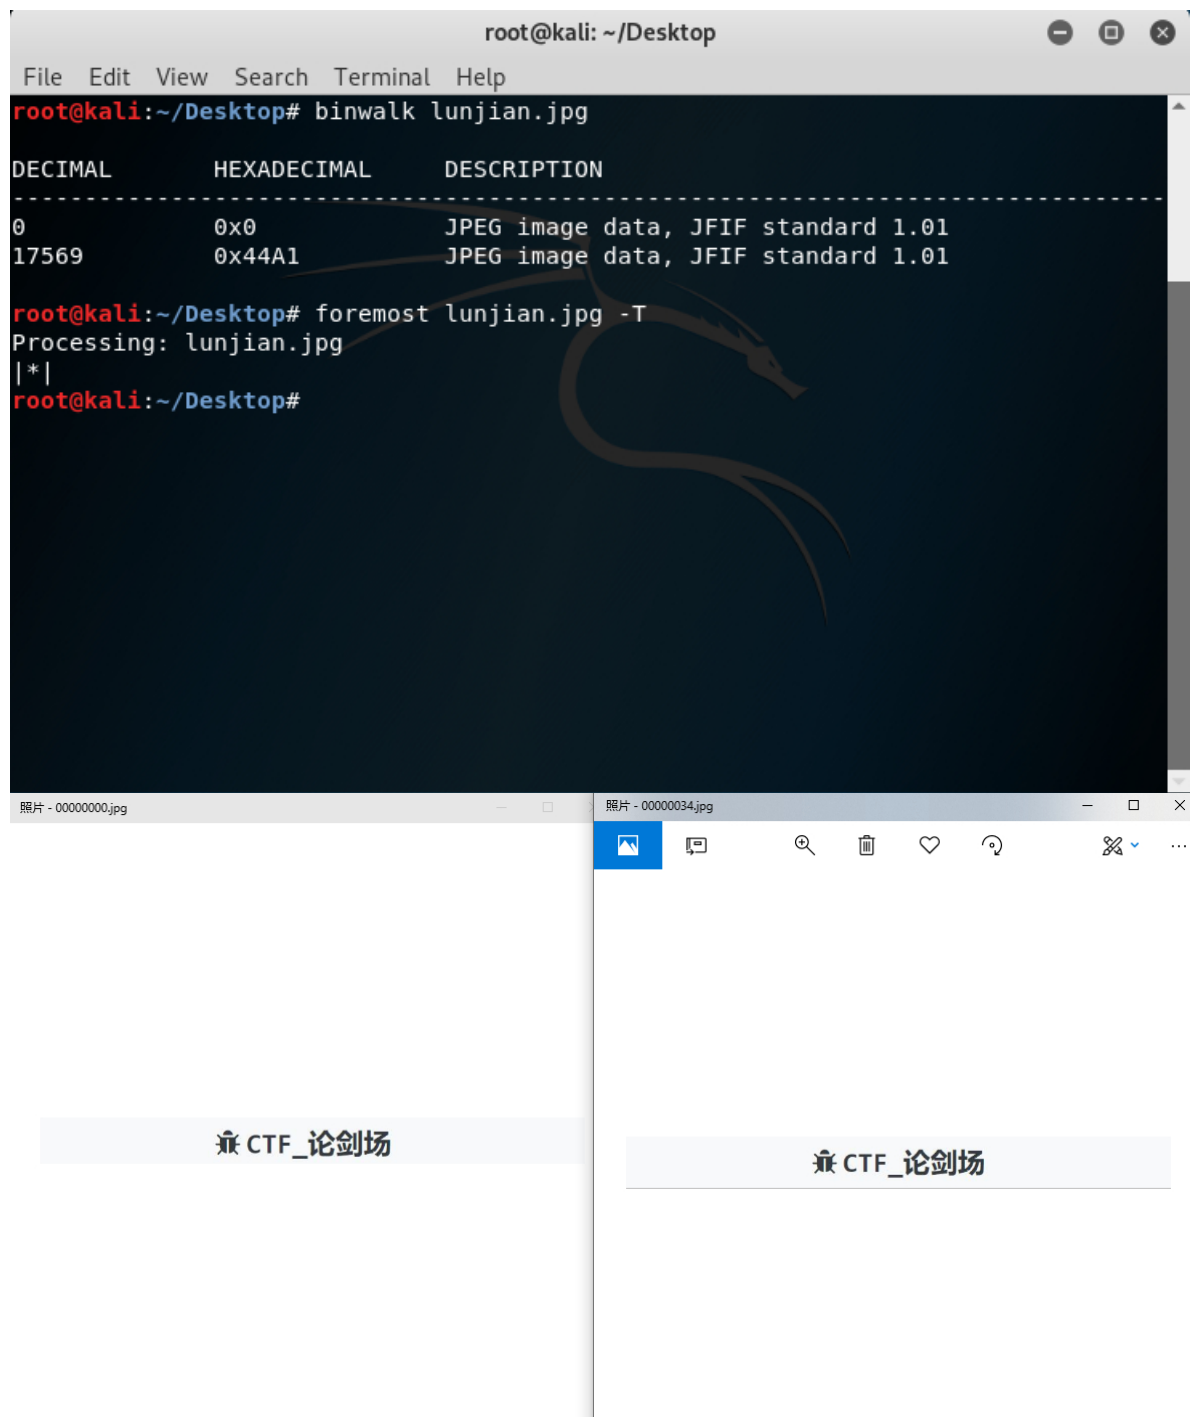 root@kali: ~/Desktop
File Edit View Search Terminal Help
root@kali:~/Desktop# binwalk lunjian.jpg
DECIMAL HEXADECIMAL DESCRIPTION
--------------------------------------------------------------------------------
0 0x0 JPEG image data, JFIF standard 1.01
17569 0x44A1 JPEG image data, JFIF standard 1.01
root@kali:~/Desktop# foremost lunjian.jpg -T
Processing: lunjian.jpg
|*|
root@kali:~/Desktop#
照片 - 00000000.jpg
照片 - 00000034.jpg
CTF_论剑场
CTF_论剑场